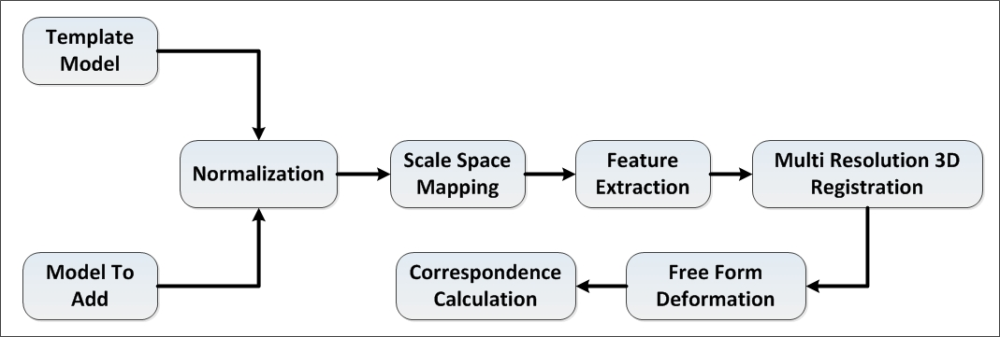 Template
Model
Normalization
Scale Space
Mapping
Feature
Extraction
Multi Resolution 3D
Registration
Model To
Add
Correspondence
Calculation
Free Form
Deformation